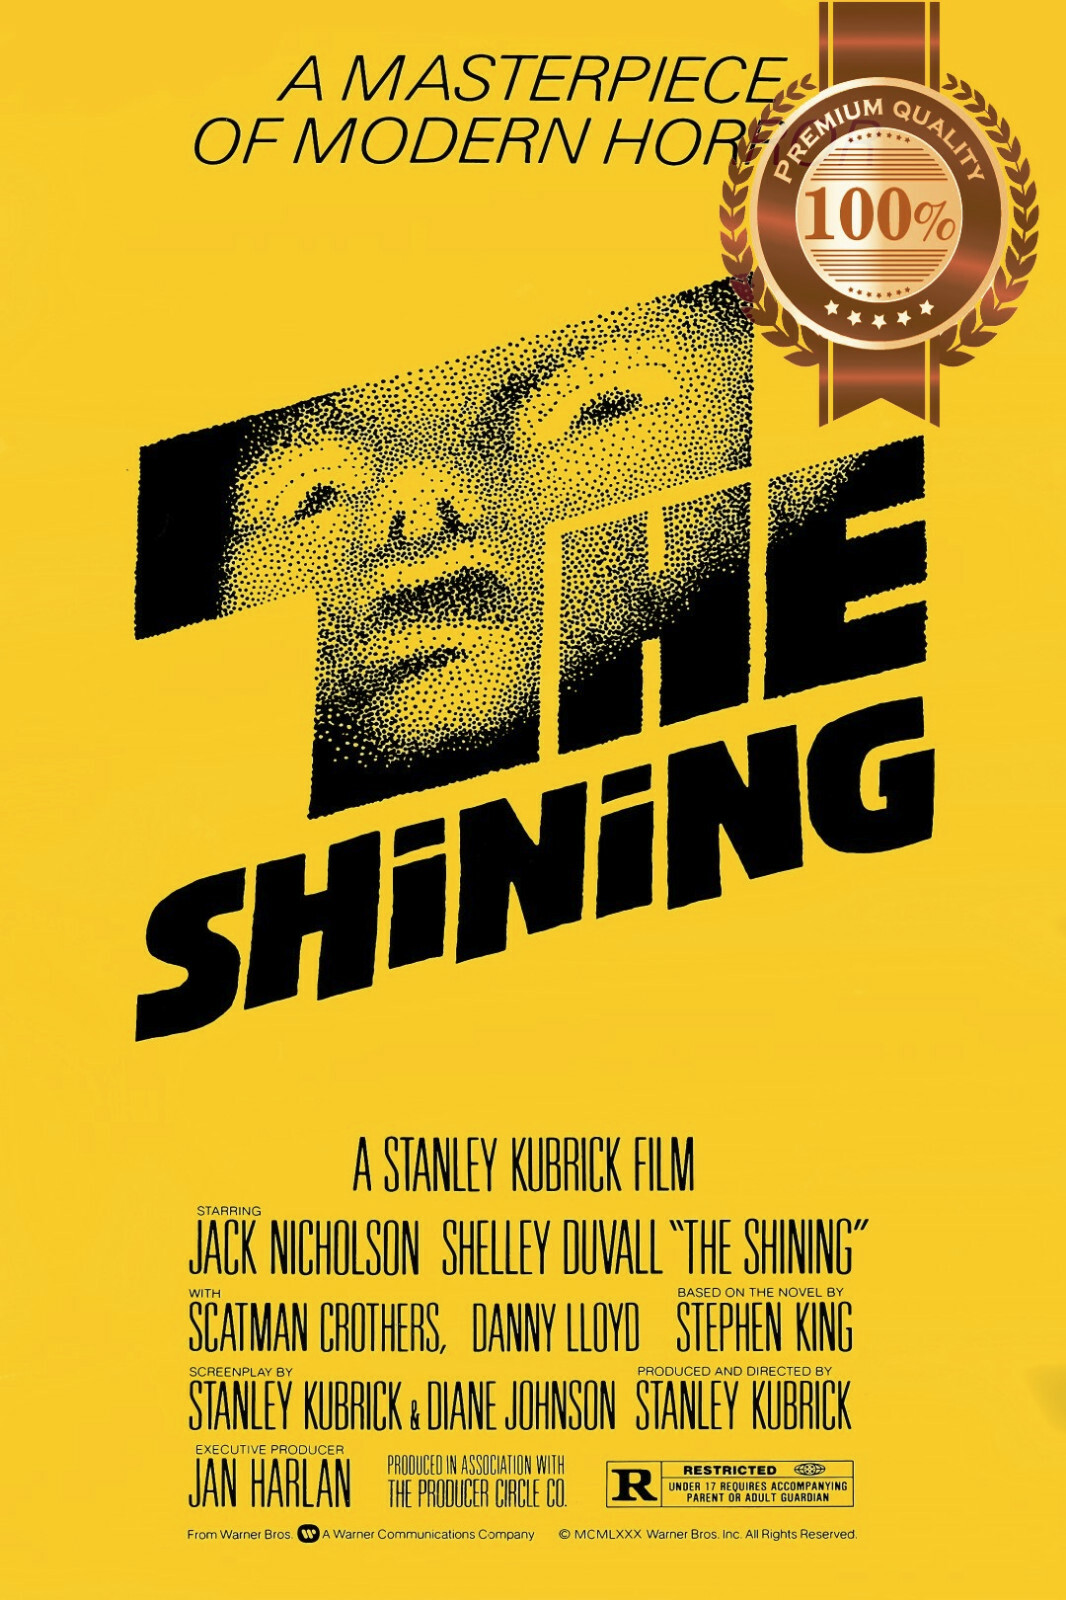 A MASTERPIECE
OF MODERN HORROR
PREMIUM QUALITY
100%
THE
SHiNiNG
A STANLEY KUBRICK FILM
STARRING
JACK NICHOLSON SHELLEY DUVALL "THE SHINING"
WITH
SCATMAN CROTHERS, DANNY LLOYD
BASED ON THE NOVEL BY
STEPHEN KING
SCREENPLAY BY
STANLEY KUBRICK & DIANE JOHNSON
PRODUCED AND DIRECTED BY
STANLEY KUBRICK
EXECUTIVE PRODUCER
JAN HARLAN
PRODUCED IN ASSOCIATION WITH
THE PRODUCER CIRCLE CO.
R
RESTRICTED
UNDER 17 REQUIRES ACCOMPANYING
PARENT OR ADULT GUARDIAN
From Warner Bros. W A Warner Communications Company
© MCMLXXX Warner Bros. Inc. All Rights Reserved.